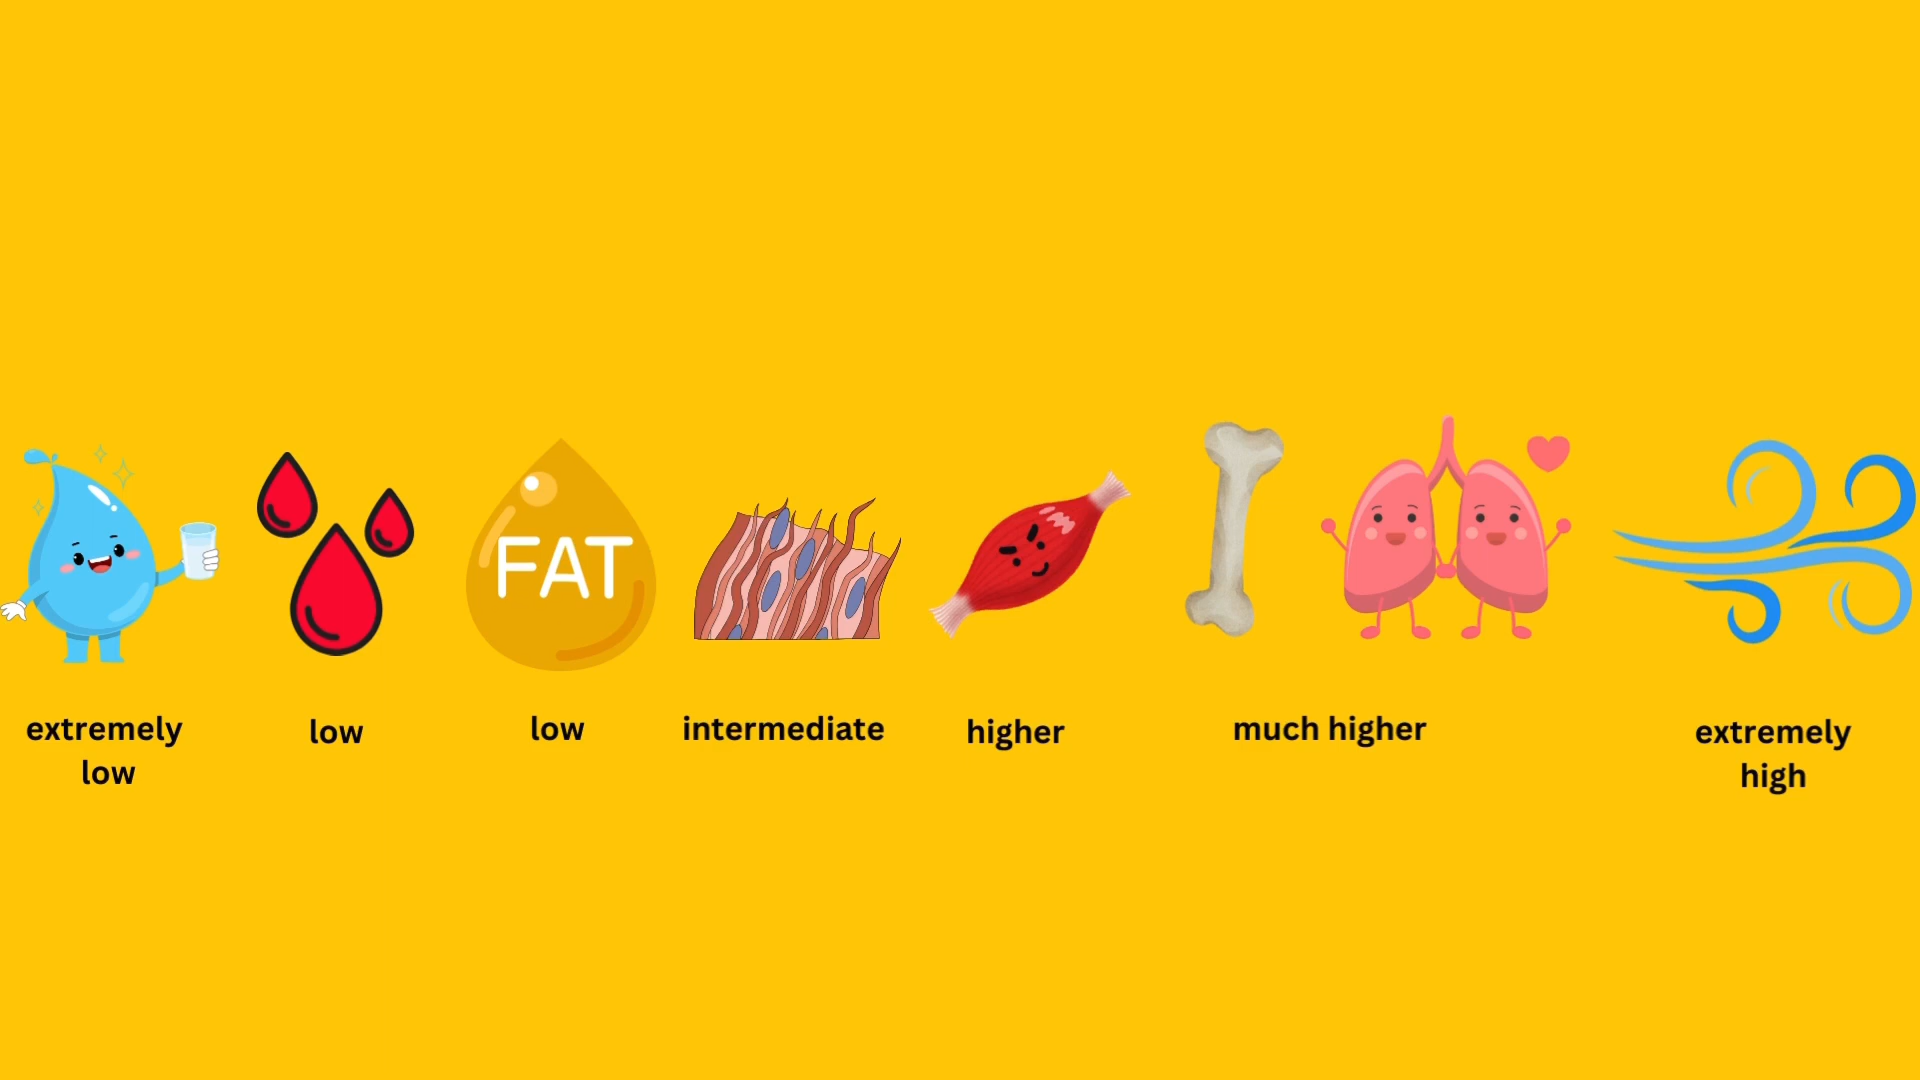 FAT
extremely
low
low
low
intermediate
higher
much higher
extremely
high